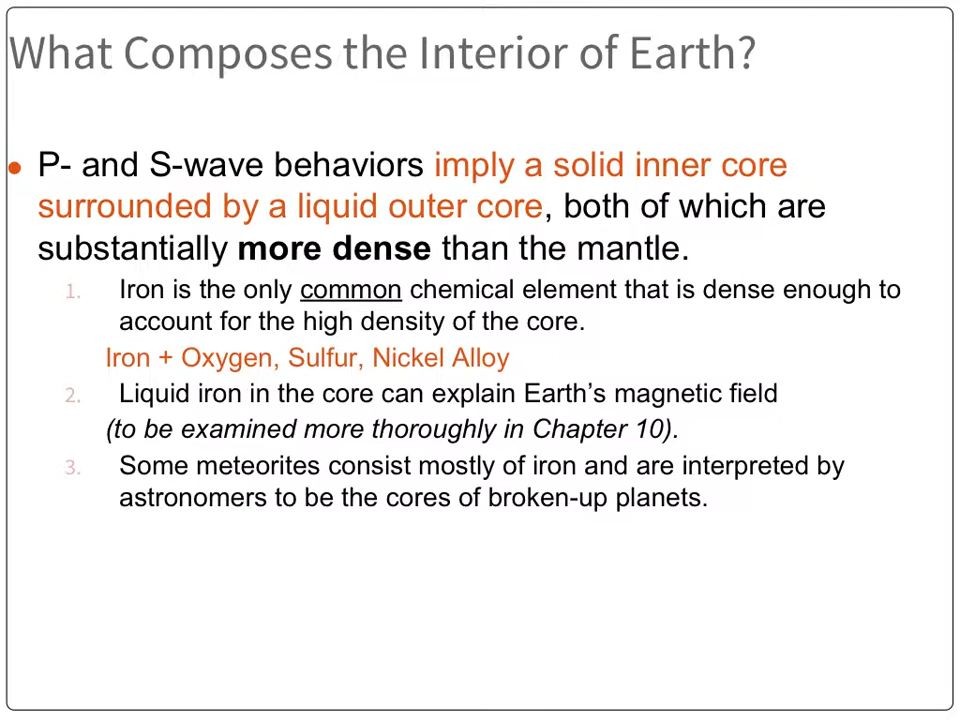 What Composes the Interior of Earth?
● P- and S-wave behaviors imply a solid inner core
surrounded by a liquid outer core, both of which are
substantially more dense than the mantle.
1. Iron is the only common chemical element that is dense enough to
account for the high density of the core.
Iron + Oxygen, Sulfur, Nickel Alloy
2. Liquid iron in the core can explain Earth’s magnetic field
(to be examined more thoroughly in Chapter 10).
3. Some meteorites consist mostly of iron and are interpreted by
astronomers to be the cores of broken-up planets.